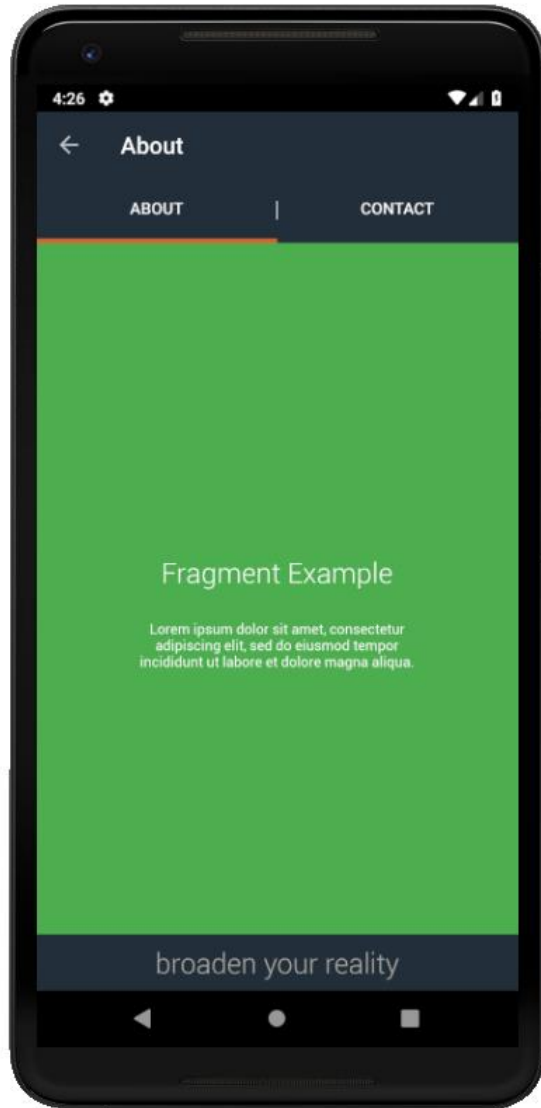 4:26
About
ABOUT | CONTACT
Fragment Example
Lorem ipsum dolor sit amet, consectetur
adipiscing elit, sed do eiusmod tempor
incididunt ut labore et dolore magna aliqua.
broaden your reality